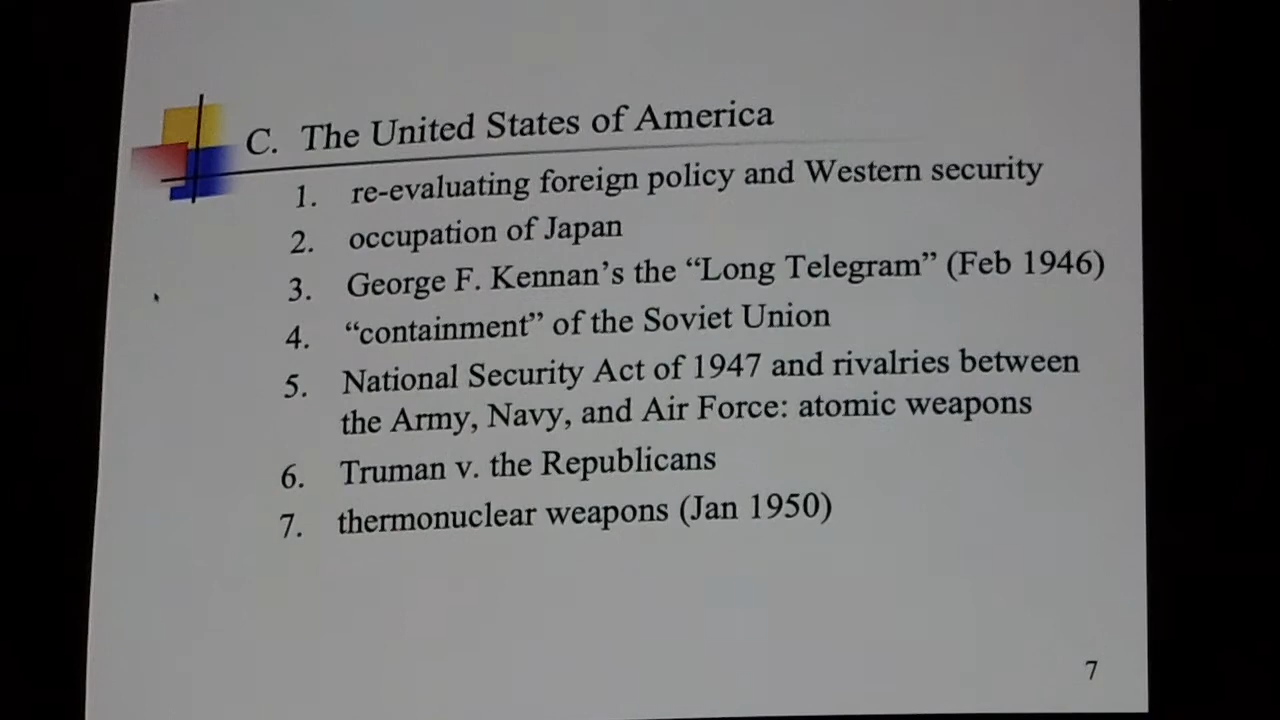 C. The United States of America
1. re-evaluating foreign policy and Western security
2. occupation of Japan
3. George F. Kennan’s the “Long Telegram” (Feb 1946)
4. “containment” of the Soviet Union
5. National Security Act of 1947 and rivalries between
the Army, Navy, and Air Force: atomic weapons
6. Truman v. the Republicans
7. thermonuclear weapons (Jan 1950)
7